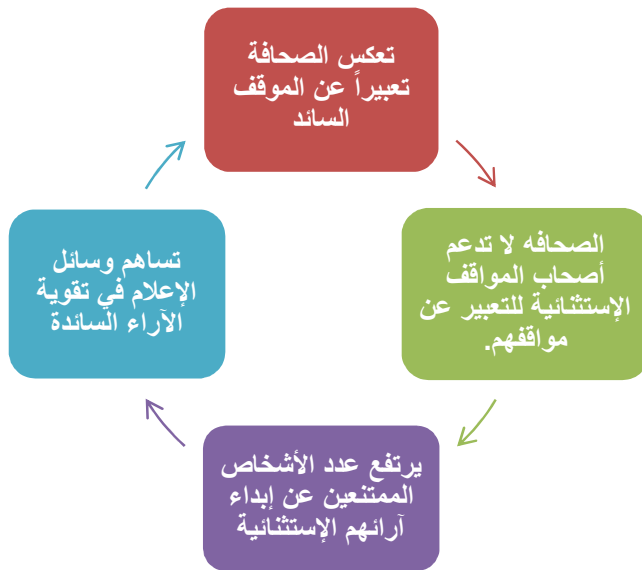 تعكس الصحافة
تعبيراً عن الموقف
السائد
الصحافه لا تدعم
أصحاب المواقف
الإستثنائية للتعبير عن
مواقفهم.
يرتفع عدد الأشخاص
الممتنعين عن إبداء
آرائهم الإستثنائية
تساهم وسائل
الإعلام في تقوية
الآراء السائدة